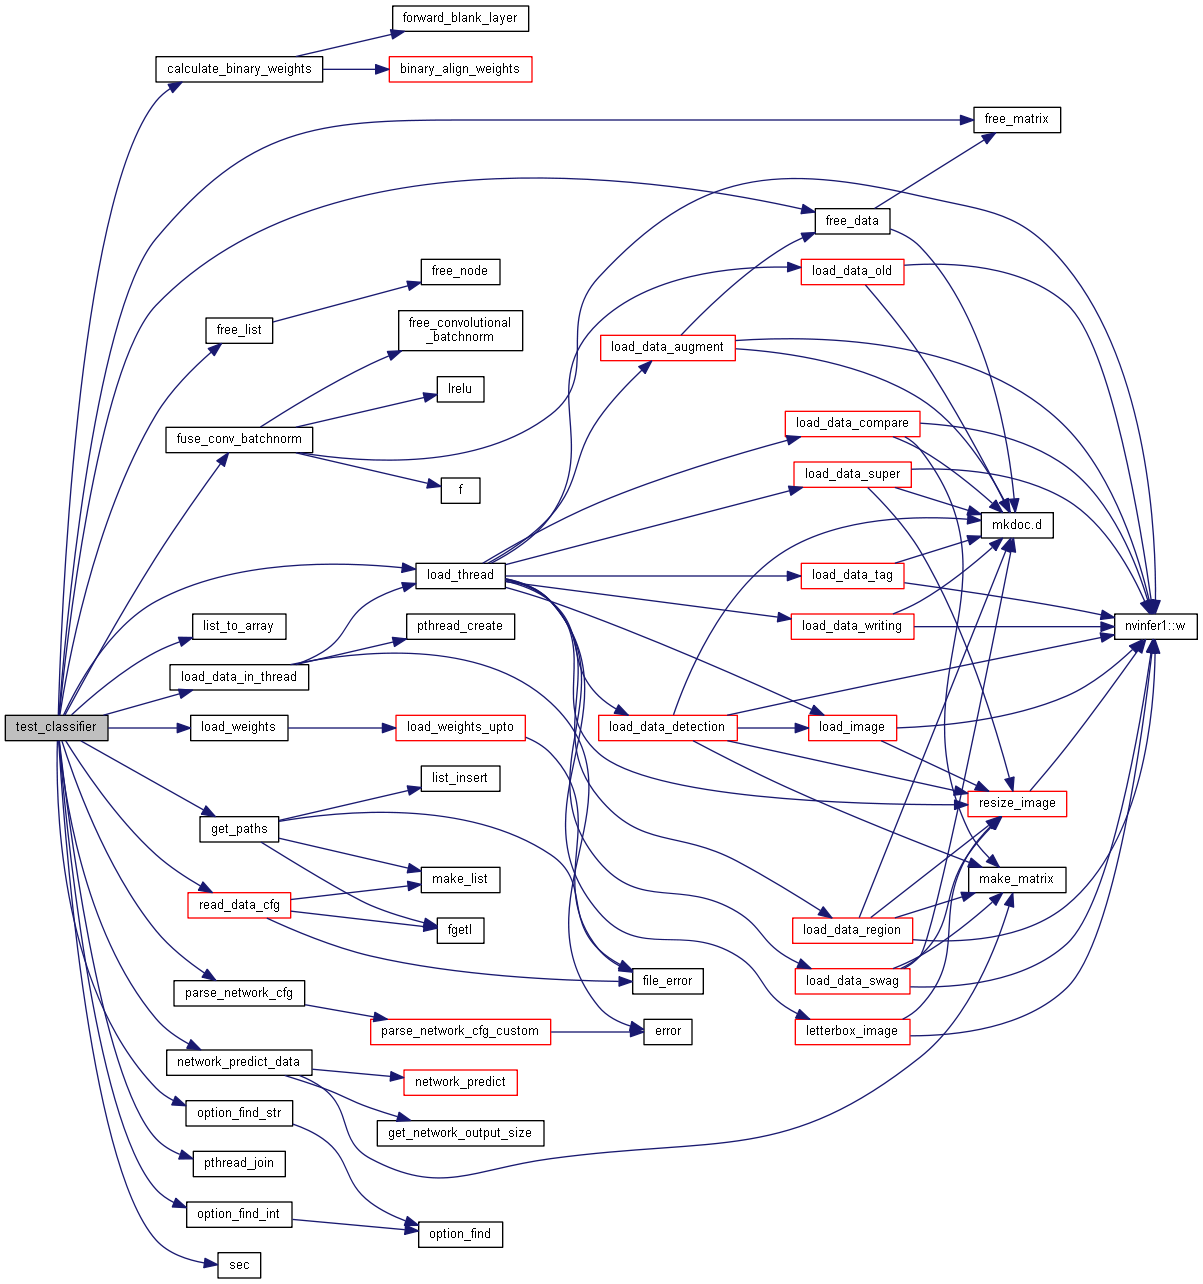 forward_blank_layer
calculate_binary_weights
binary_align_weights
free_matrix
free_data
free_node
load_data_old
free_list
free_convolutional
_batchnorm
load_data_augment
lrelu
load_data_compare
fuse_conv_batchnorm
load_data_super
f
mkdoc.d
load_thread
load_data_tag
list_to_array
pthread_create
load_data_writing
nvinfer1::w
load_data_in_thread
test_classifier
load_weights
load_weights_upto
load_data_detection
load_image
list_insert
resize_image
get_paths
make_list
make_matrix
read_data_cfg
fgetl
load_data_region
parse_network_cfg
file_error
load_data_swag
parse_network_cfg_custom
error
letterbox_image
network_predict_data
network_predict
option_find_str
get_network_output_size
pthread_join
option_find_int
option_find
sec